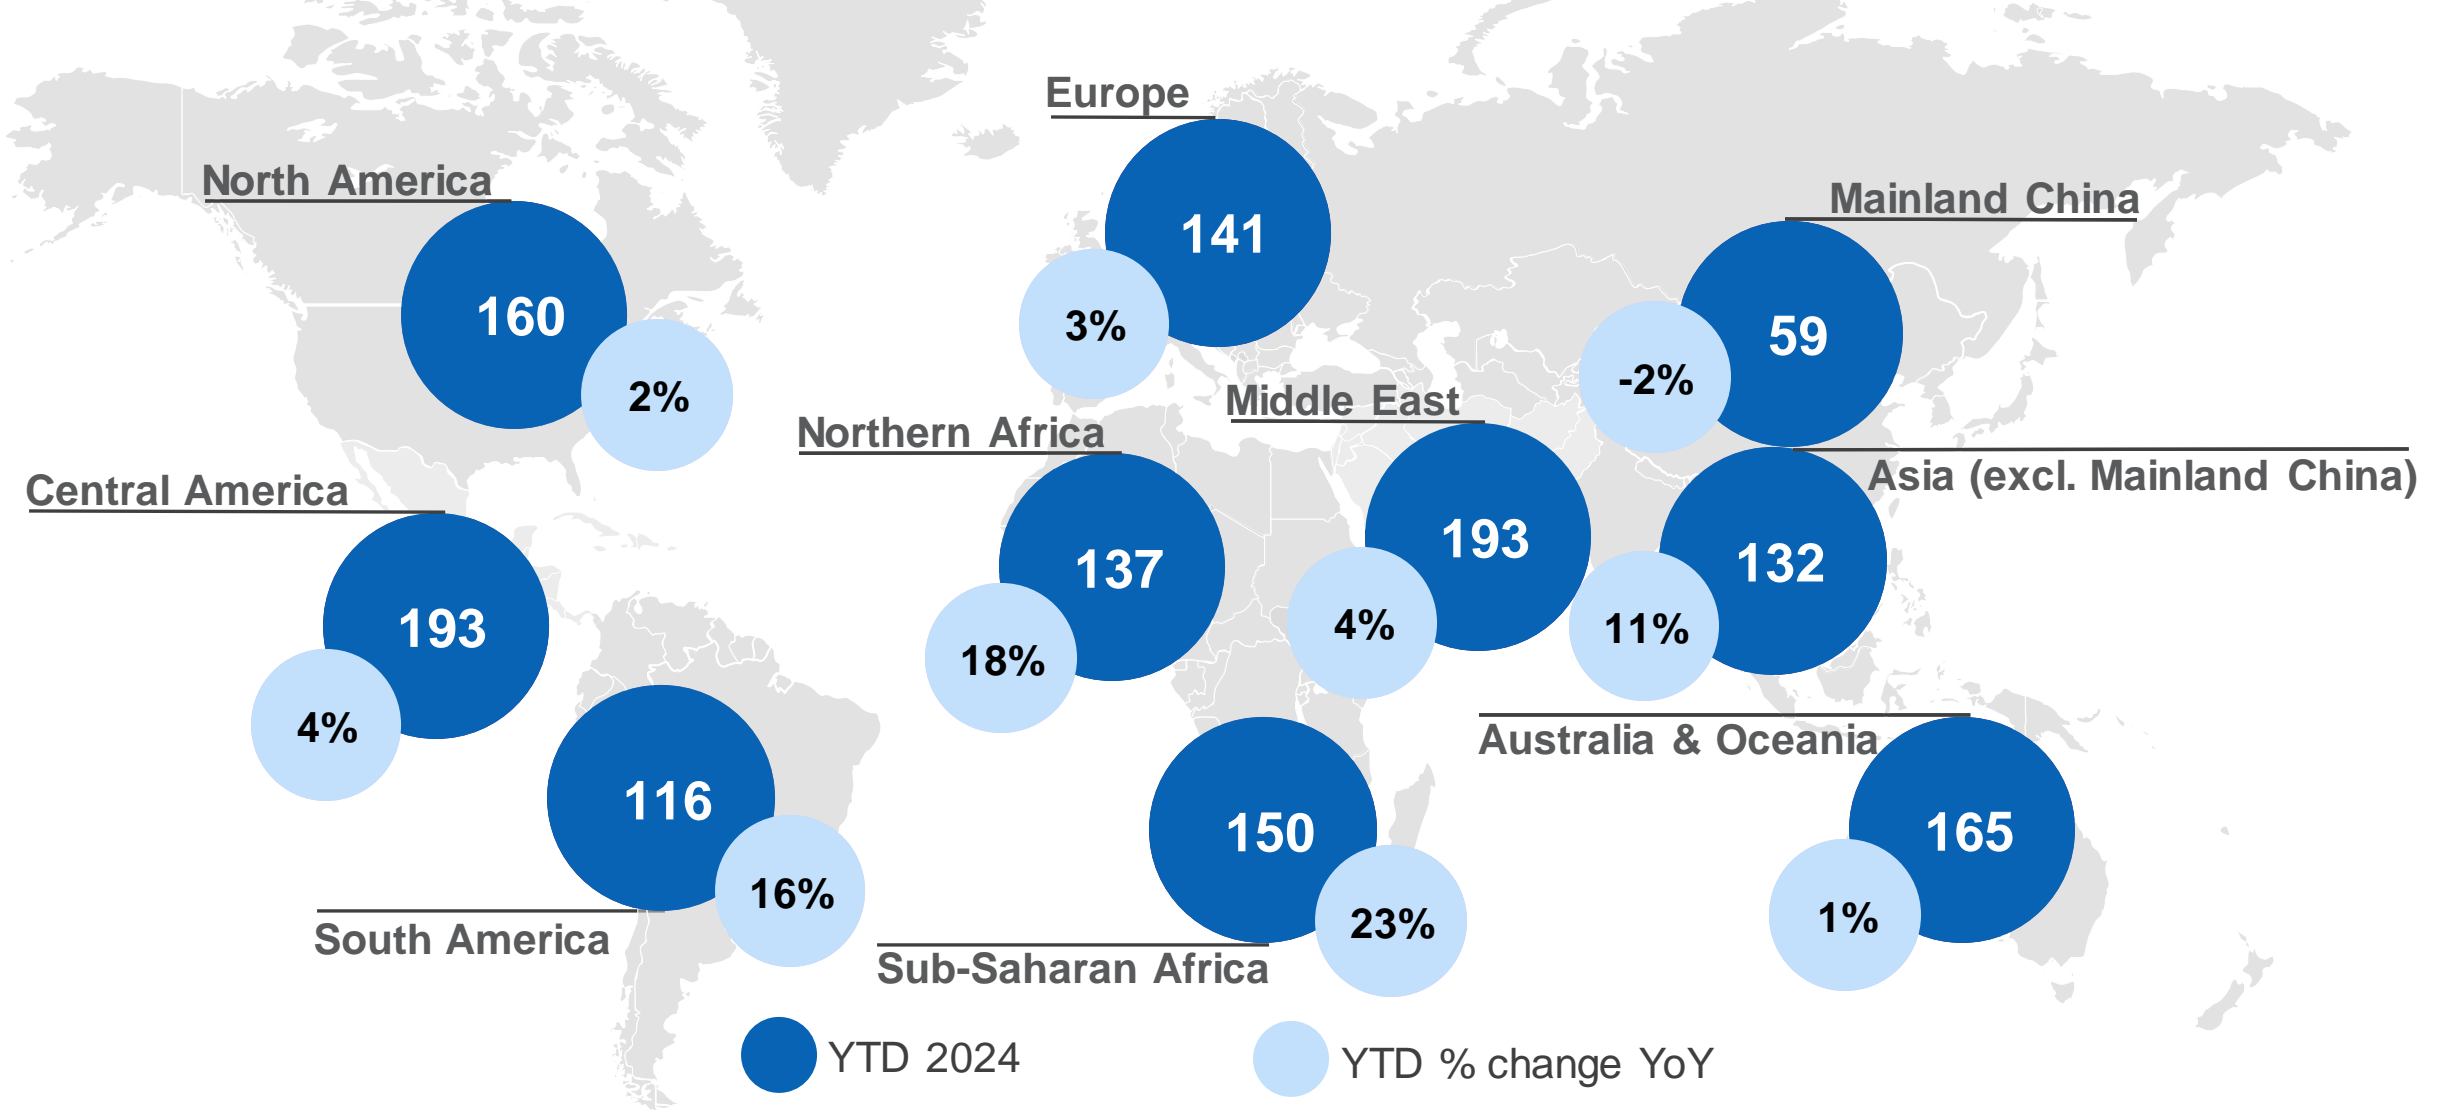 Europe
141
3%
North America
160
2%
Mainland China
59
-2%
Middle East
193
4%
Northern Africa
137
18%
Central America
193
4%
Asia (excl. Mainland China)
132
11%
South America
116
16%
Sub-Saharan Africa
150
23%
Australia & Oceania
165
1%
YTD 2024
YTD % change YoY